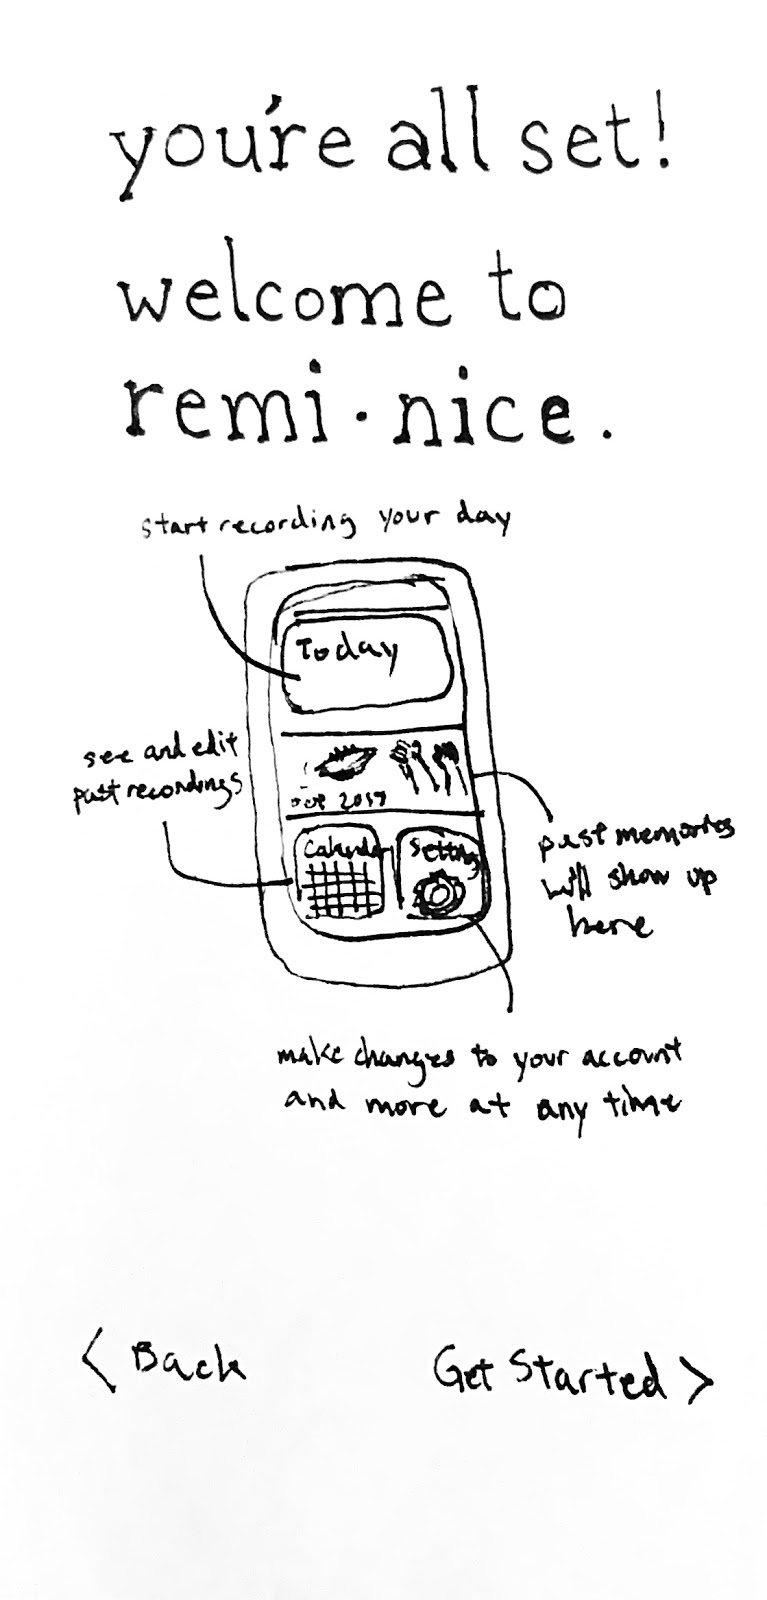 you're all set!
welcome to
remi·nice.
start recording your day
Today
see and edit
past recordings
2017
Calendar
Settings
past memories
will show up
here
make changes to your account
and more at any time
< Back
Get Started >